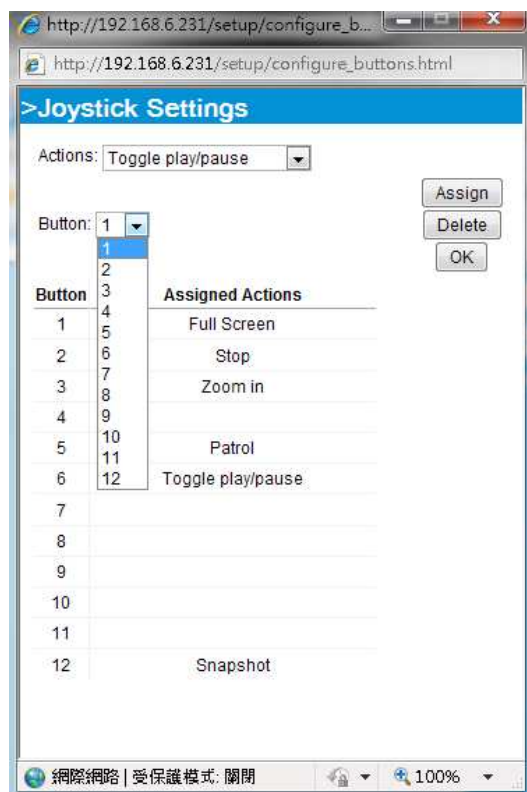 http://192.168.6.231/setup/configure_b...
http://192.168.6.231/setup/configure_buttons.html
>Joystick Settings
Actions: Toggle play/pause
Assign
Button: 1
Delete
OK
1
2
3
4
5
6
7
8
9
10
11
12
Button Assigned Actions
1 Full Screen
2 Stop
3 Zoom in
4
5 Patrol
6 Toggle play/pause
7
8
9
10
11
12 Snapshot
網際網路 | 受保護模式: 關閉 100%